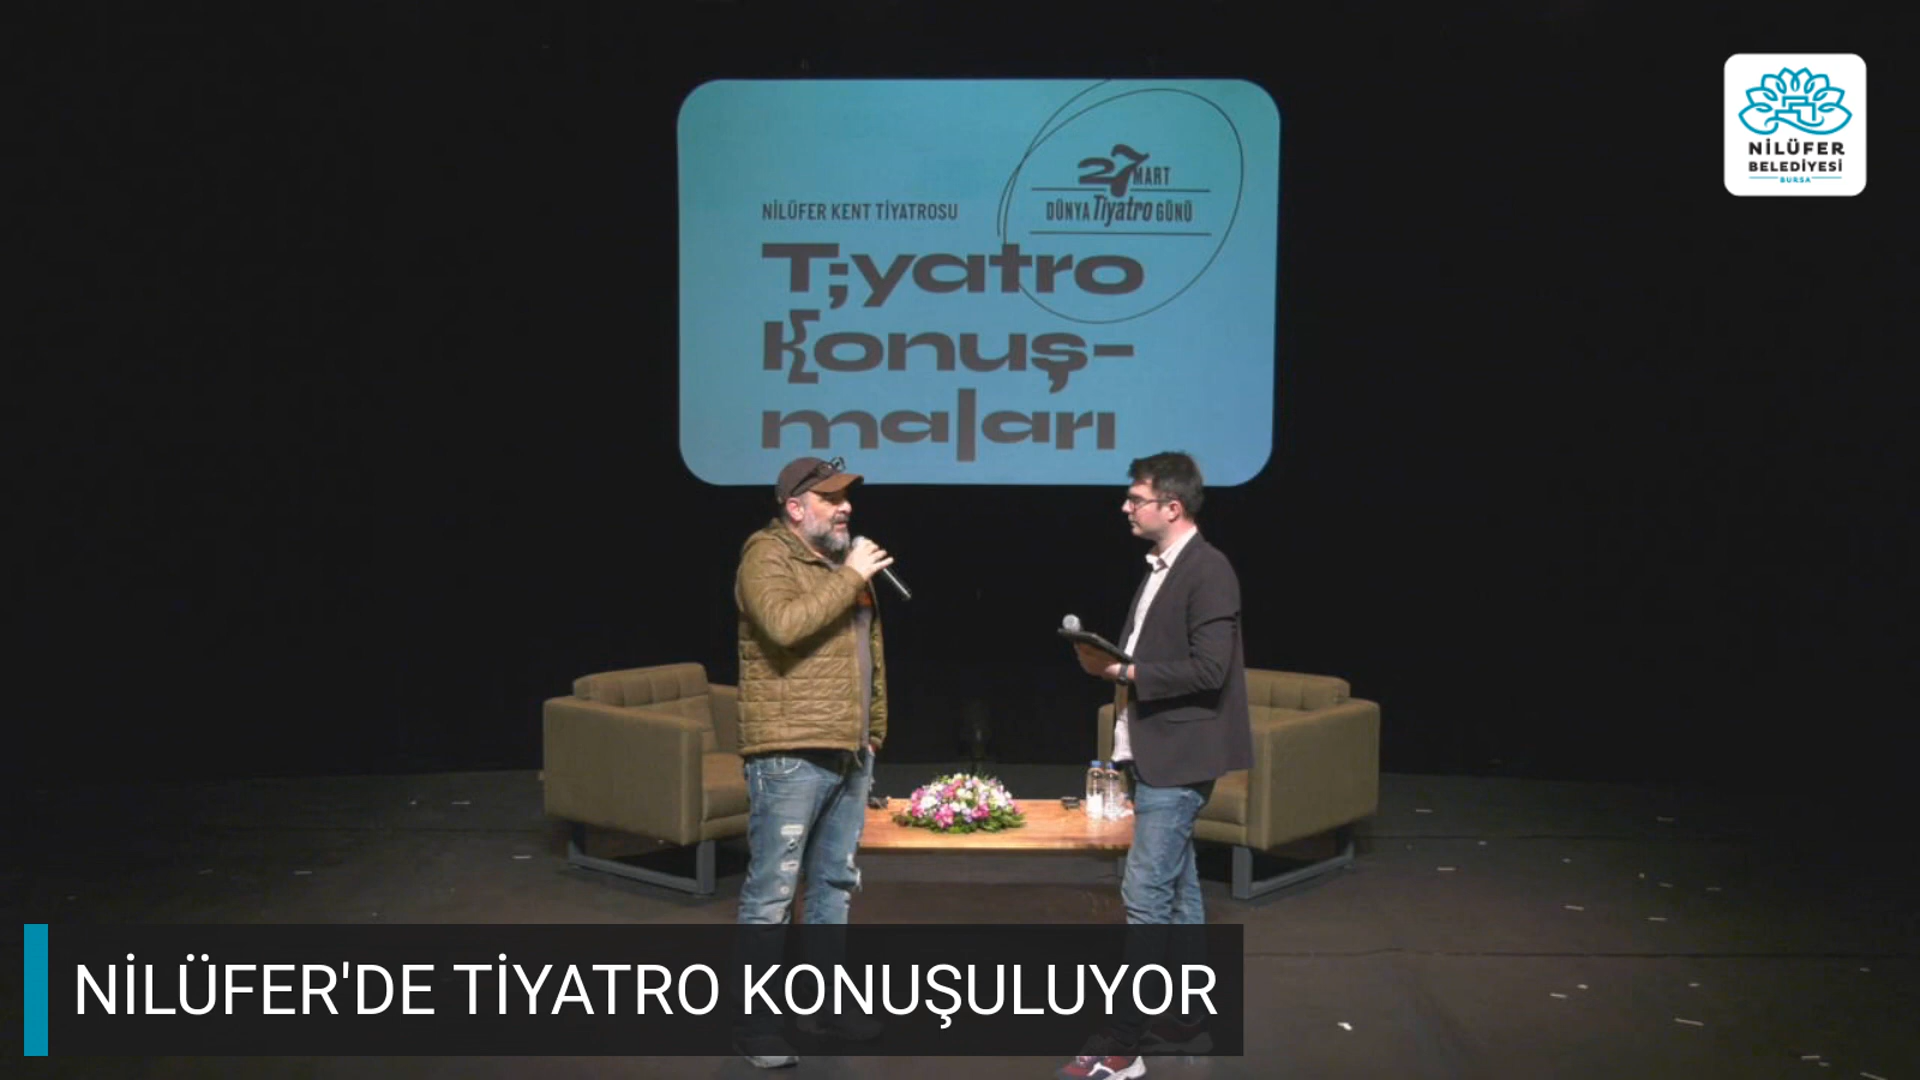 NİLÜFER
BELEDİYESİ
BURSA
27 MART
DÜNYA Tiyatro GÜNÜ
NİLÜFER KENT TİYATROSU
Tiyatro
Konuş-
maları
NİLÜFER'DE TİYATRO KONUŞULUYOR